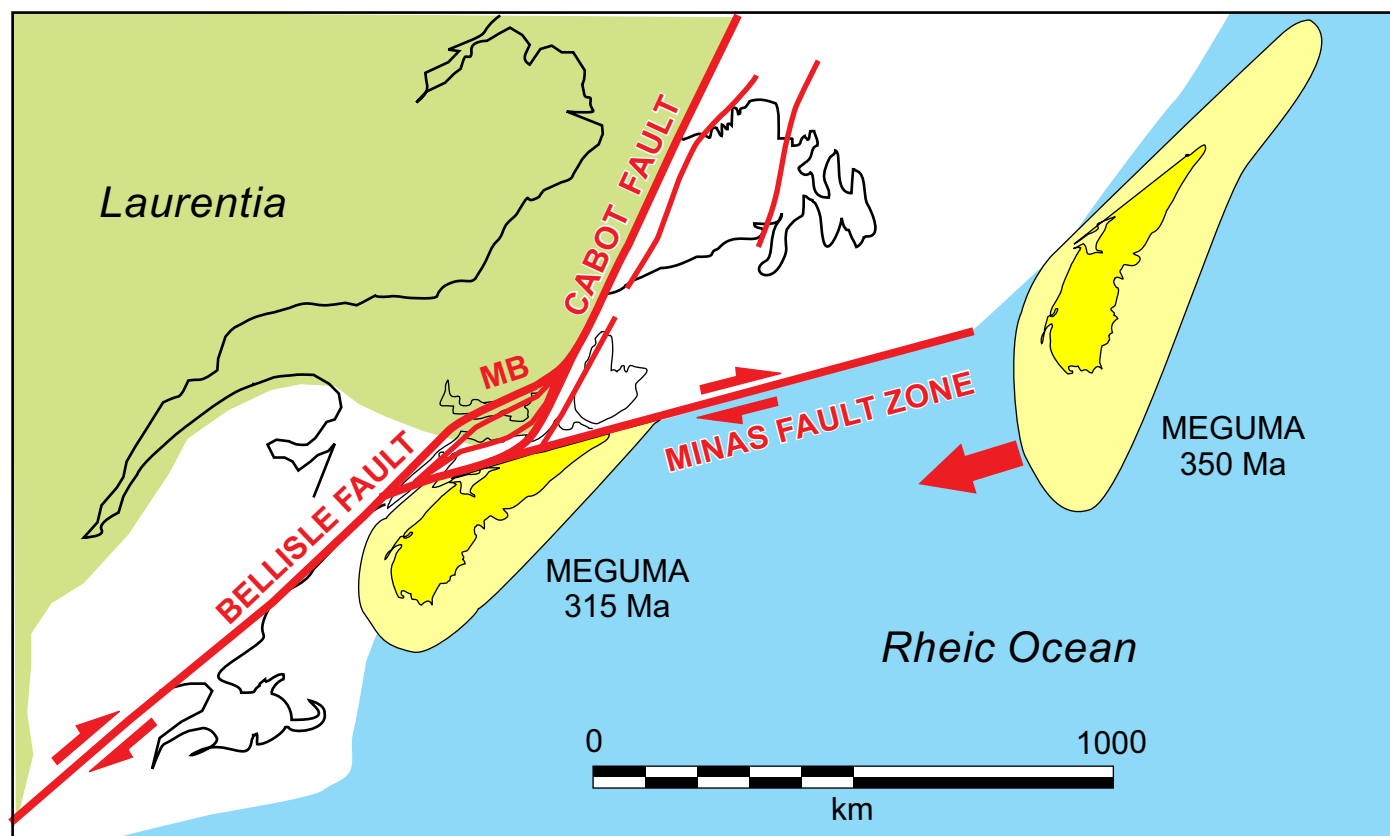 Laurentia
CABOT FAULT
MB
BELLISLE FAULT
MINAS FAULT ZONE
MEGUMA
350 Ma
MEGUMA
315 Ma
Rheic Ocean
0 1000
km